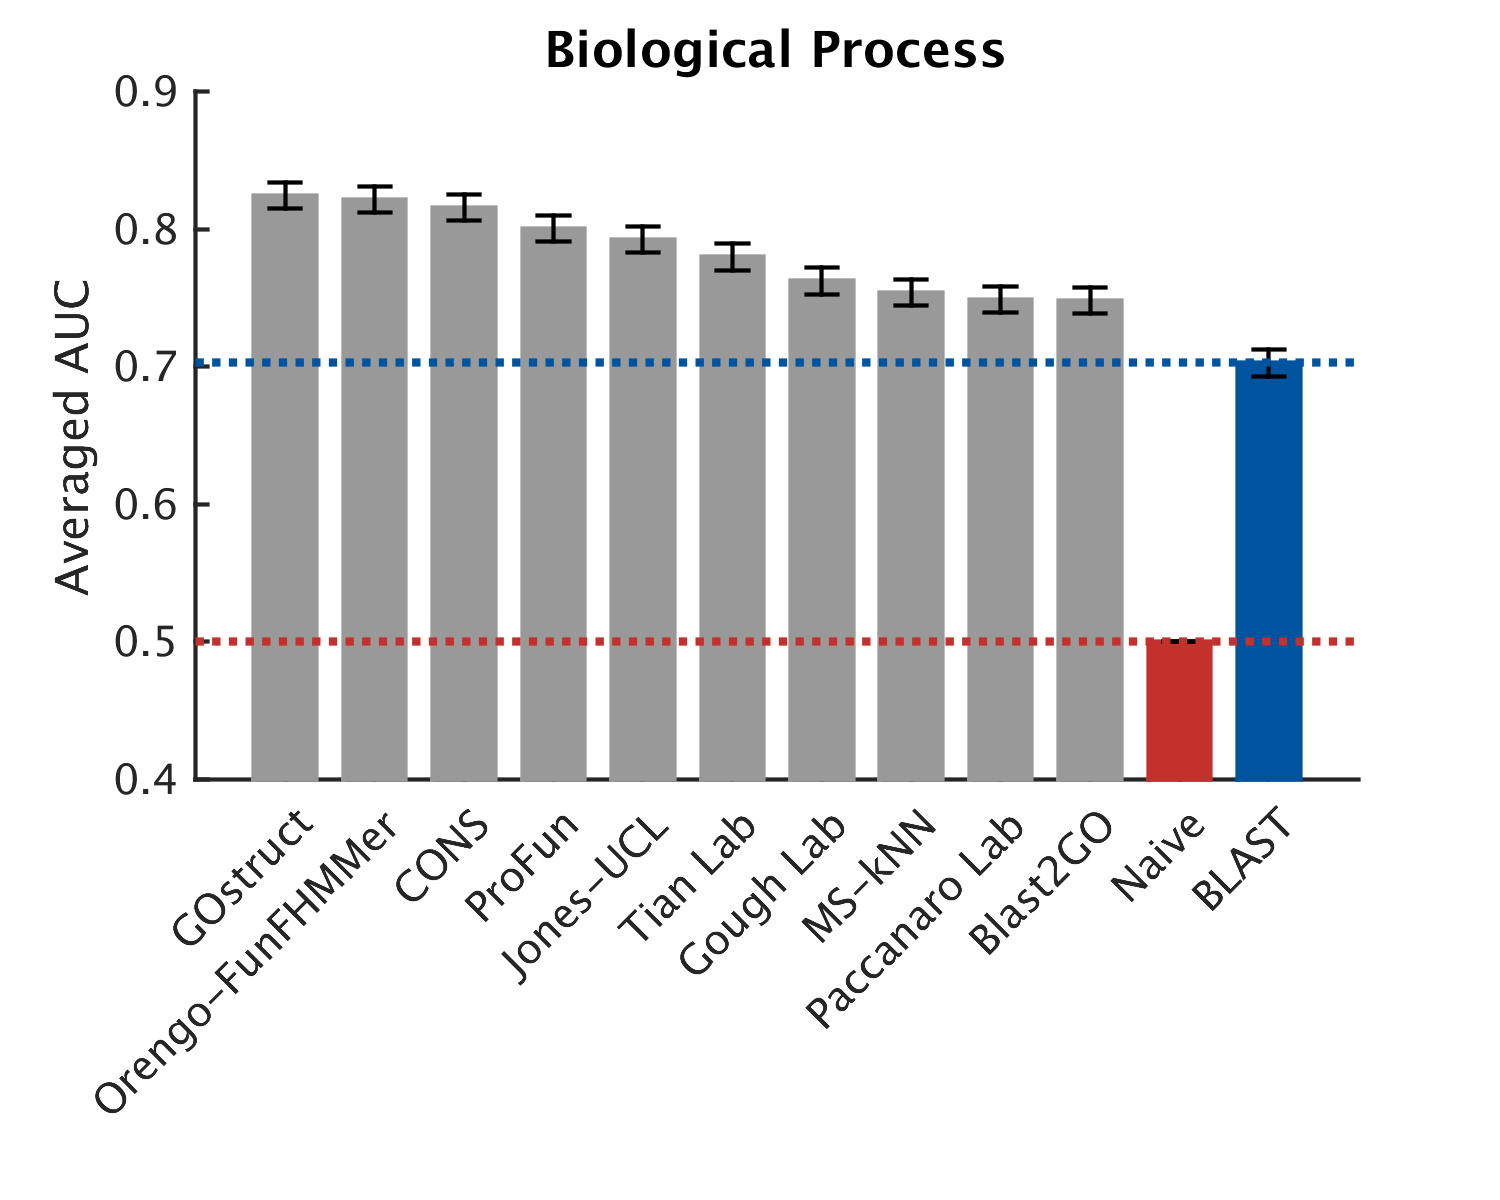 Biological Process
Averaged AUC
0.9
0.8
0.7
0.6
0.5
0.4
GOstruct
Orengo-FunFHMMer
CONS
ProFun
Jones-UCL
Tian Lab
Gough Lab
MS-kNN
Paccanaro Lab
Blast2GO
Naive
BLAST